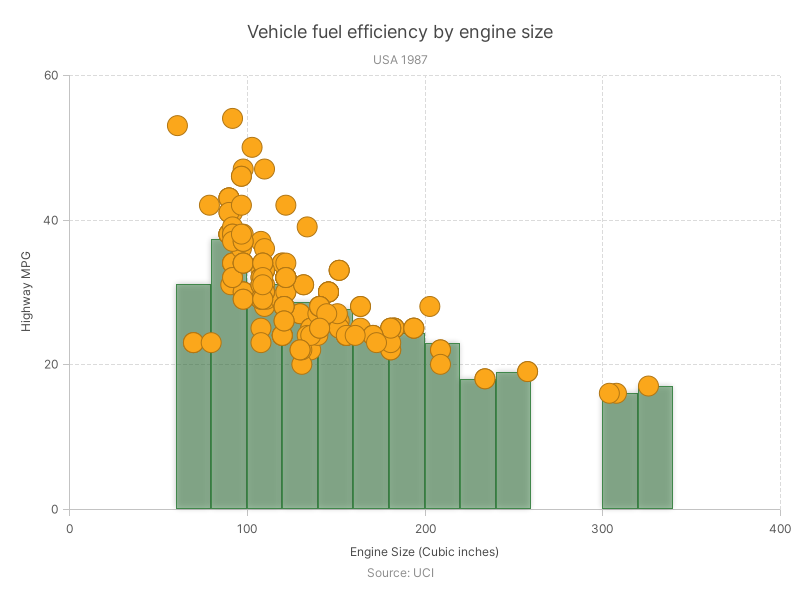 Vehicle fuel efficiency by engine size
USA 1987
60
40
20
0
Highway MPG
0 100 200 300 400
Engine Size (Cubic inches)
Source: UCI